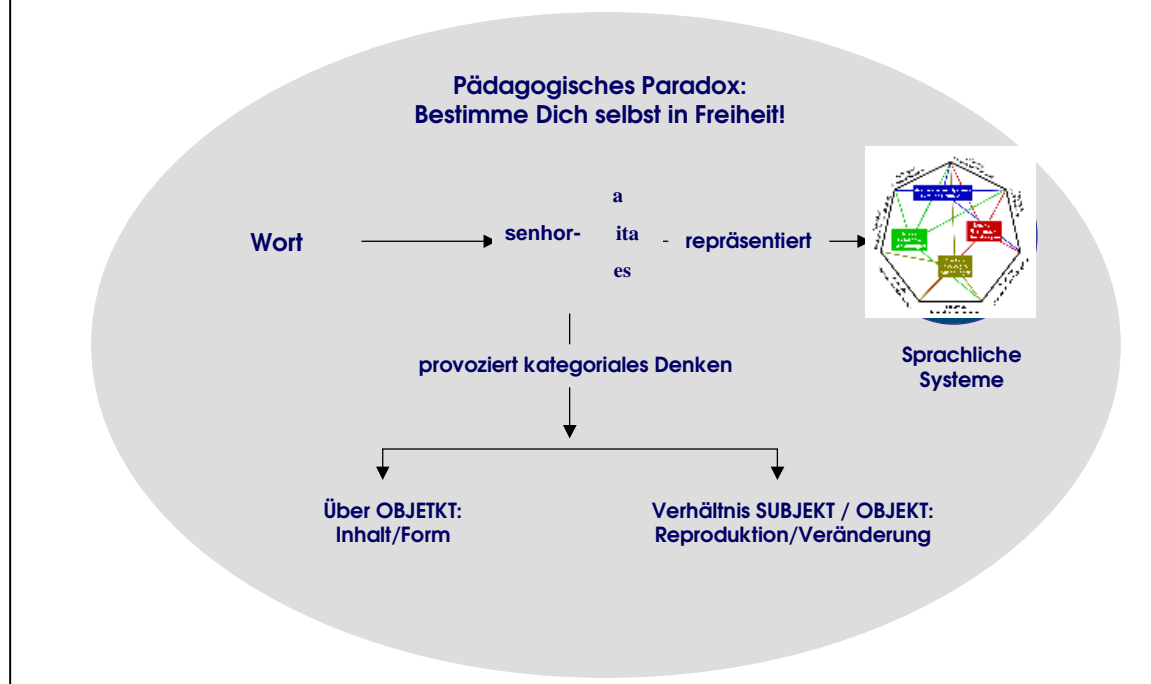 Pädagogisches Paradox:
Bestimme Dich selbst in Freiheit!
a
Wort senhor- ita - repräsentiert
es
provoziert kategoriales Denken
Sprachliche
Systeme
Über OBJETKT:
Inhalt/Form
Verhältnis SUBJEKT / OBJEKT:
Reproduktion/Veränderung